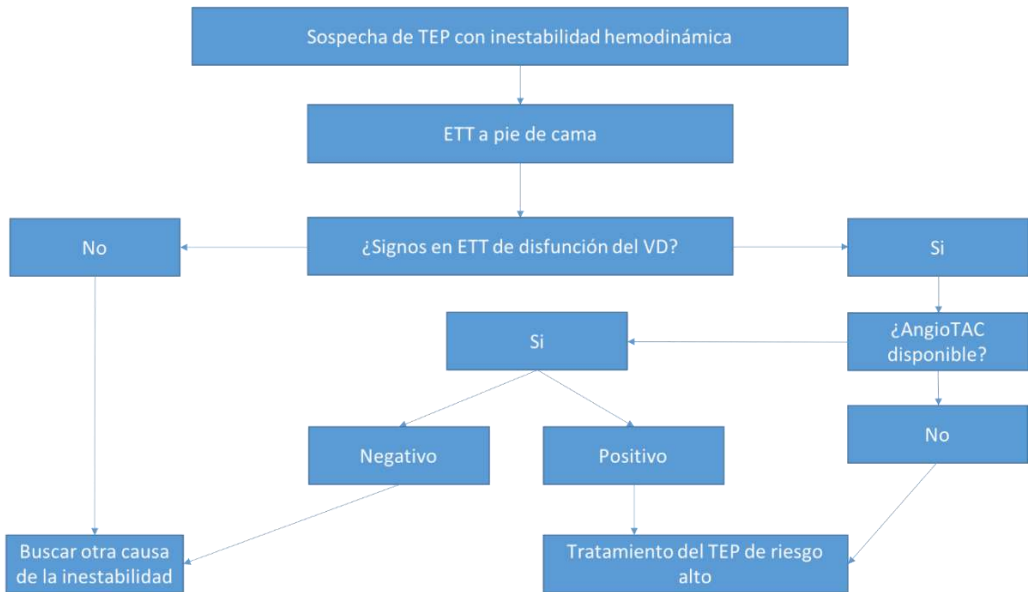 Sospecha de TEP con inestabilidad hemodinámica
ETT a pie de cama
No
¿Signos en ETT de disfunción del VD?
Si
Si
¿AngioTAC
disponible?
No
Negativo
Positivo
Buscar otra causa
de la inestabilidad
Tratamiento del TEP de riesgo
alto